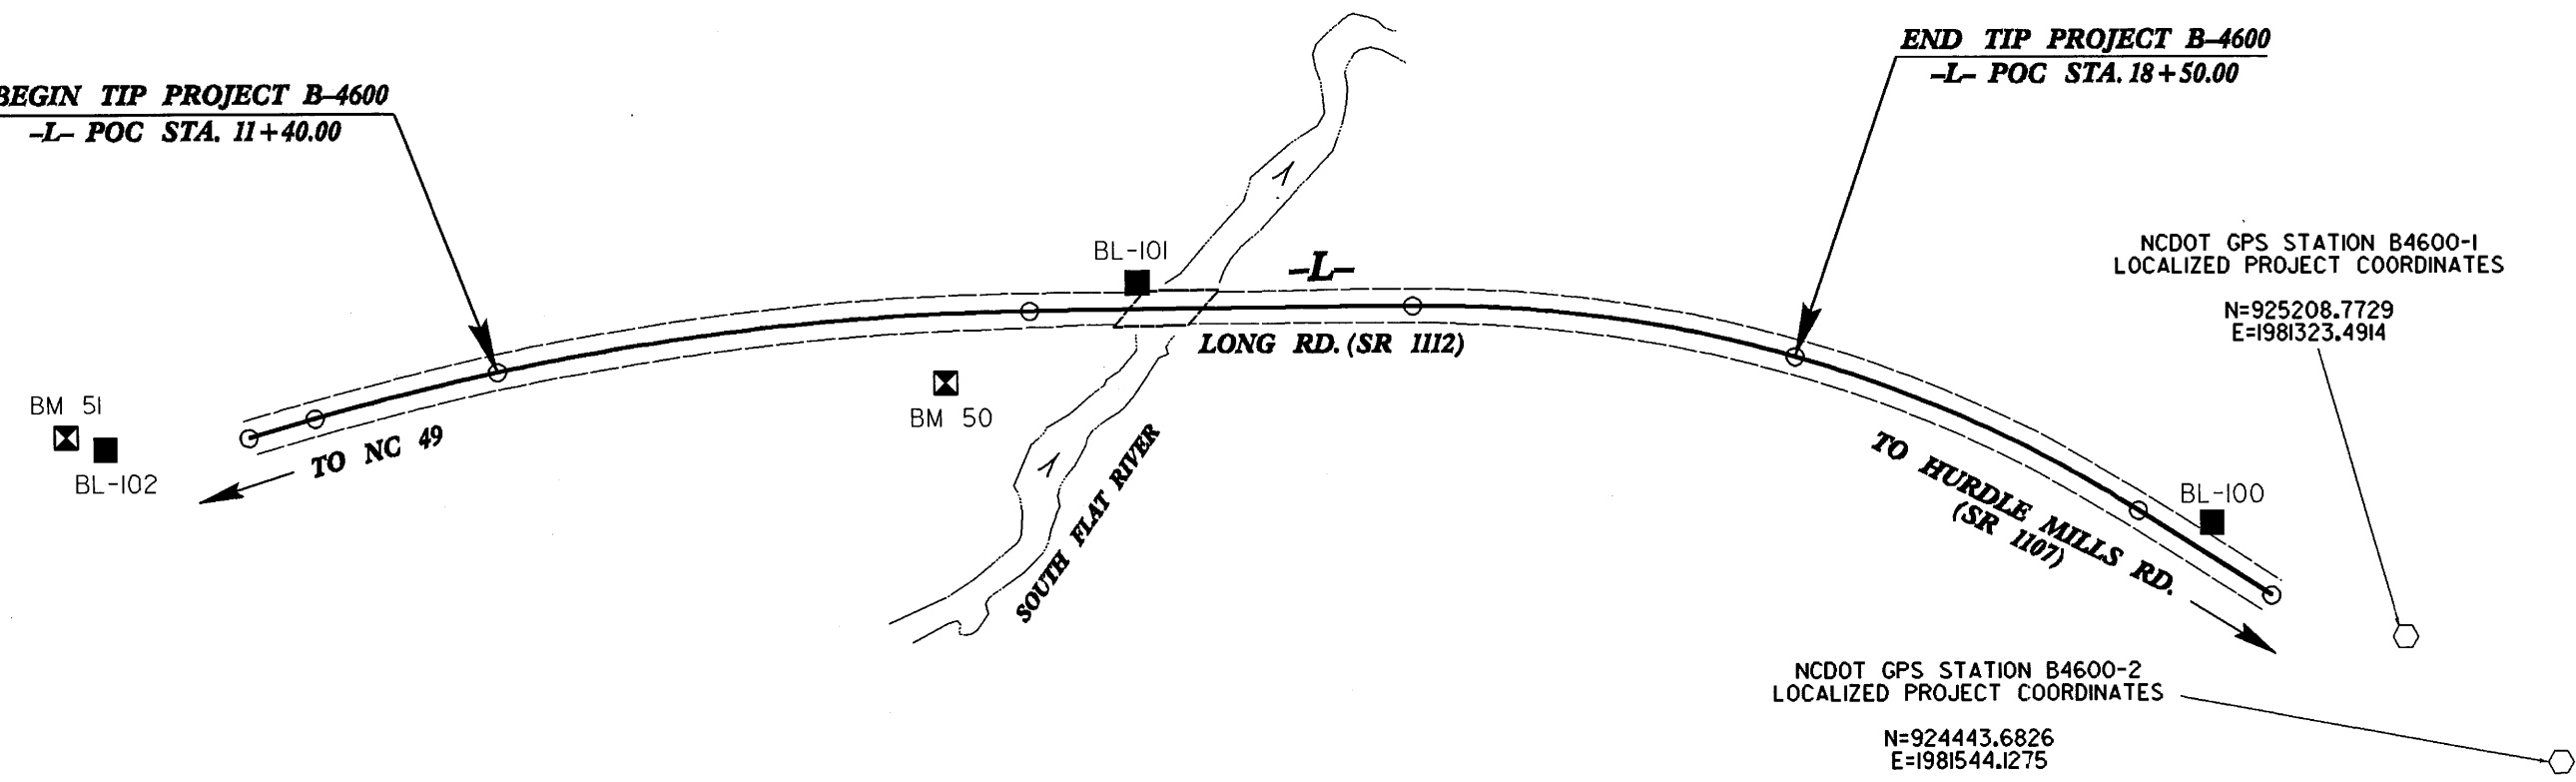 BEGIN TIP PROJECT B-4600
-L- POC STA. 11+40.00
END TIP PROJECT B-4600
-L- POC STA. 18+50.00
NCDOT GPS STATION B4600-1
LOCALIZED PROJECT COORDINATES
N=925208.7729
E=1981323.4914
BL-101
-L-
LONG RD. (SR 1112)
BM 51
BL-102
TO NC 49
BM 50
SOUTH FLAT RIVER
TO HURDLE MILLS RD.
(SR 1107)
BL-100
NCDOT GPS STATION B4600-2
LOCALIZED PROJECT COORDINATES
N=924443.6826
E=1981544.1275